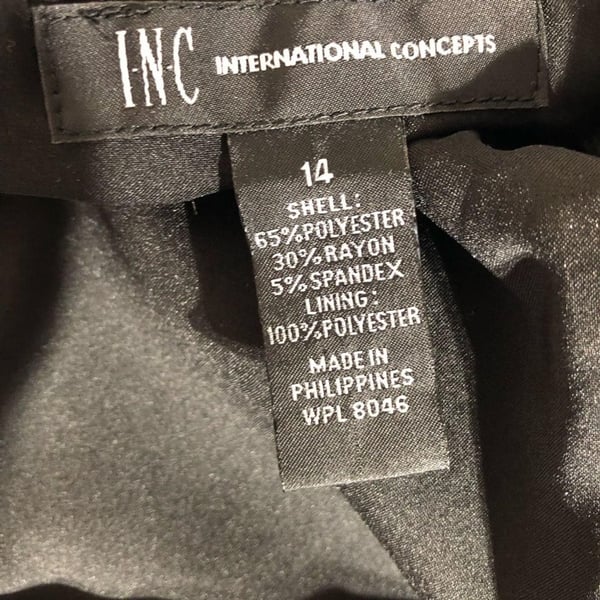 I·N·C INTERNATIONAL CONCEPTS
14
SHELL:
65%POLYESTER
30%RAYON
5%SPANDEX
LINING:
100%POLYESTER
MADE IN
PHILIPPINES
WPL 8046